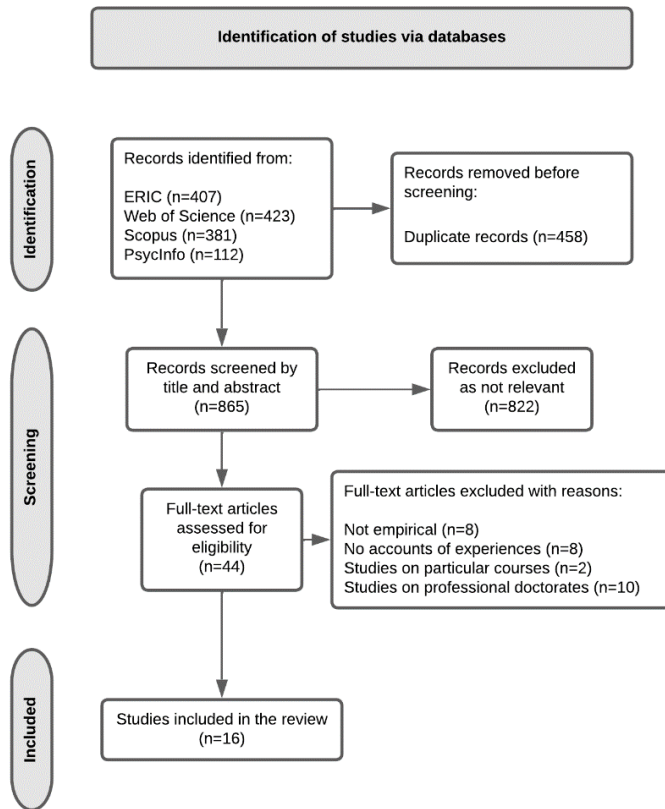 Identification of studies via databases
Identification
Records identified from:
ERIC (n=407)
Web of Science (n=423)
Scopus (n=381)
PsycInfo (n=112)
Records removed before
screening:
Duplicate records (n=458)
Screening
Records screened by
title and abstract
(n=865)
Records excluded
as not relevant
(n=822)
Full-text articles
assessed for
eligibility
(n=44)
Full-text articles excluded with reasons:
Not empirical (n=8)
No accounts of experiences (n=8)
Studies on particular courses (n=2)
Studies on professional doctorates (n=10)
Included
Studies included in the review
(n=16)